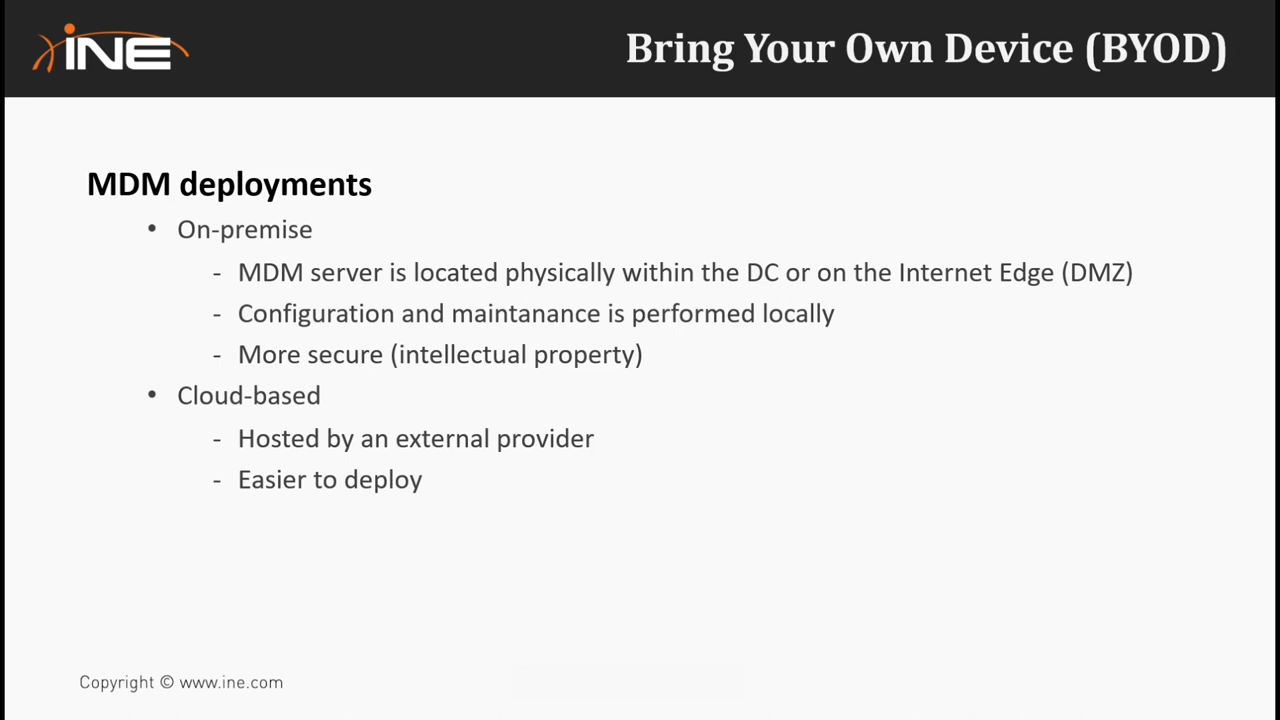 INE
Bring Your Own Device (BYOD)
MDM deployments
• On-premise
- MDM server is located physically within the DC or on the Internet Edge (DMZ)
- Configuration and maintanance is performed locally
- More secure (intellectual property)
• Cloud-based
- Hosted by an external provider
- Easier to deploy
Copyright © www.ine.com